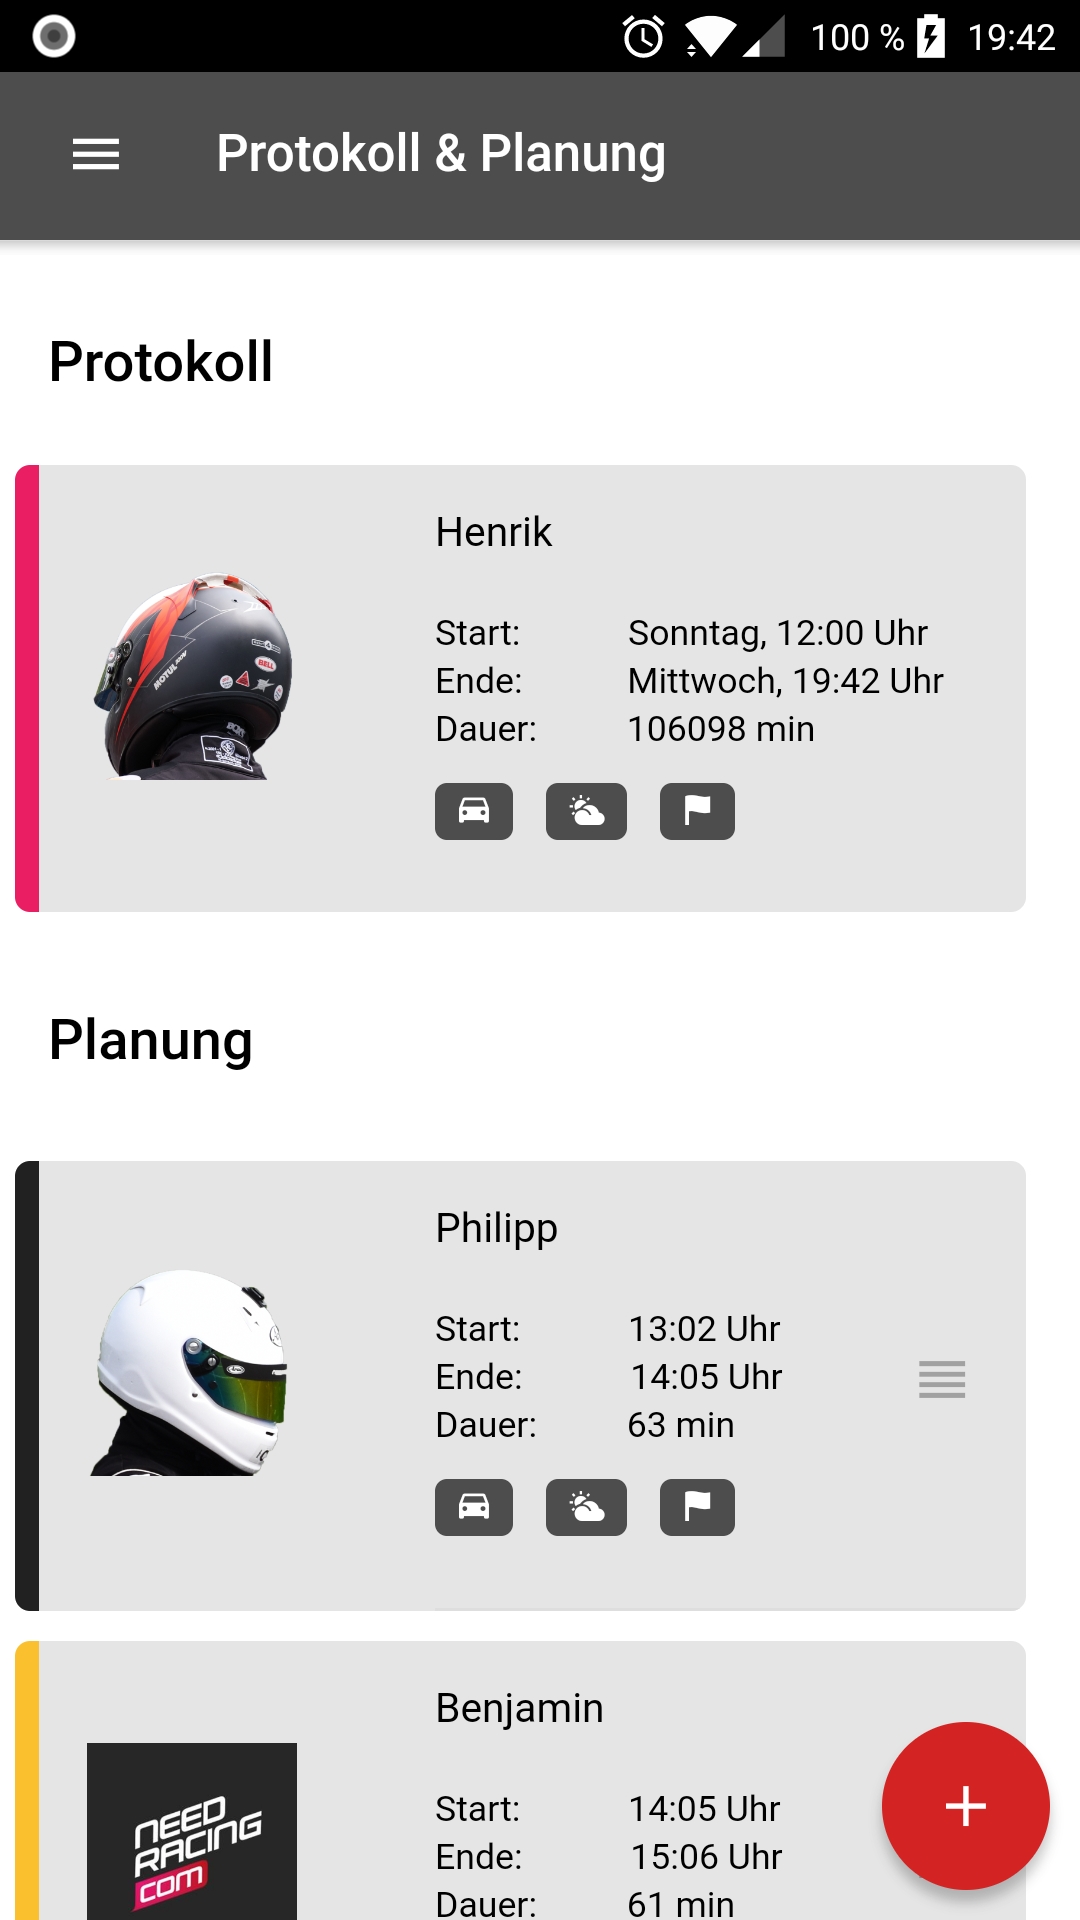 100 % 19:42
Protokoll & Planung
Protokoll
Henrik
Start: Sonntag, 12:00 Uhr
Ende: Mittwoch, 19:42 Uhr
Dauer: 106098 min
MOTUL
BELL
Planung
Philipp
Start: 13:02 Uhr
Ende: 14:05 Uhr
Dauer: 63 min
Benjamin
Start: 14:05 Uhr
Ende: 15:06 Uhr
Dauer: 61 min
NEED
RACING
com